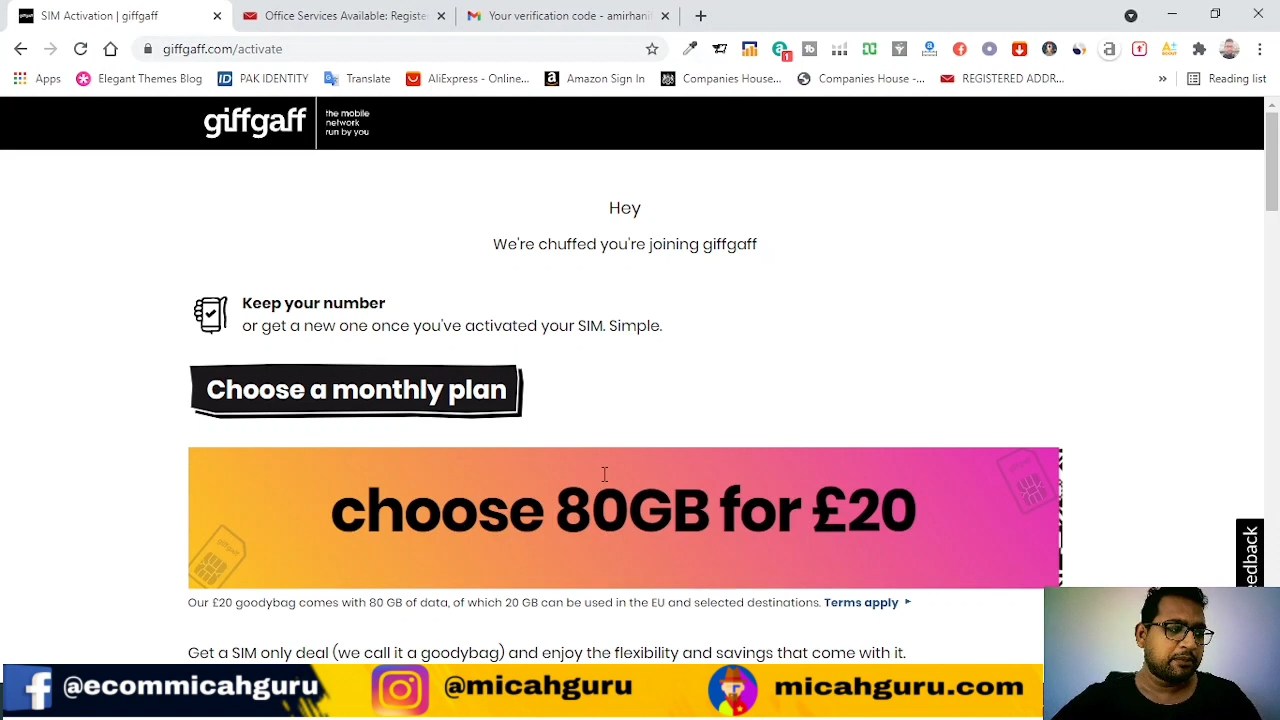 SIM Activation | giffgaff
Office Services Available: Registe
Your verification code - amirhani
giffgaff.com/activate
1
Apps
Elegant Themes Blog
ID PAK IDENTITY
Translate
AliExpress - Online...
Amazon Sign In
Companies House...
Companies House -...
REGISTERED ADDR...
»
Reading list
giffgaff
the mobile
network
run by you
Hey
We're chuffed you're joining giffgaff
Keep your number
or get a new one once you've activated your SIM. Simple.
Choose a monthly plan
choose 80GB for £20
eedback
Our £20 goodybag comes with 80 GB of data, of which 20 GB can be used in the EU and selected destinations. Terms apply
Get a SIM only deal (we call it a goodybag) and enjoy the flexibility and savings that come with it.
@ecommicahguru
@micahguru
micahguru.com